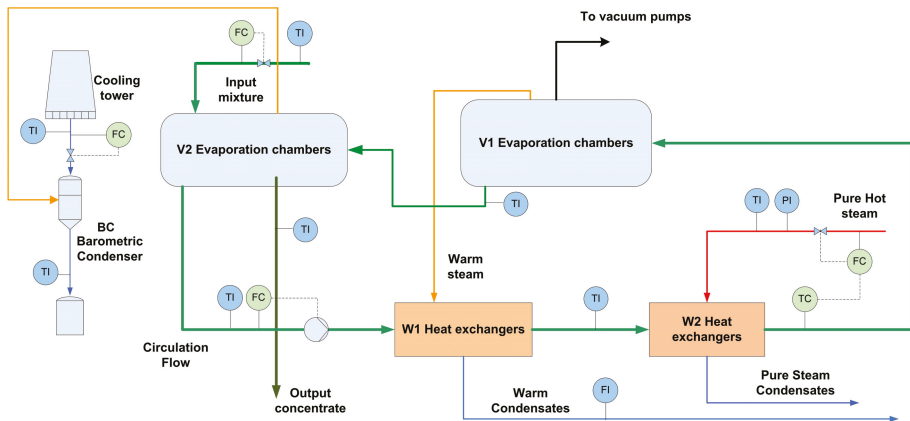 To vacuum pumps
FC
TI
Cooling
tower
Input
mixture
TI
FC
V2 Evaporation chambers
V1 Evaporation chambers
TI
TI
PI
Pure Hot
steam
TI
BC
Barometric
Condenser
Warm
steam
FC
TI
TI
FC
TI
TC
W1 Heat exchangers
W2 Heat
exchangers
Circulation
Flow
Output
concentrate
Warm
Condensates
FI
Pure Steam
Condensates